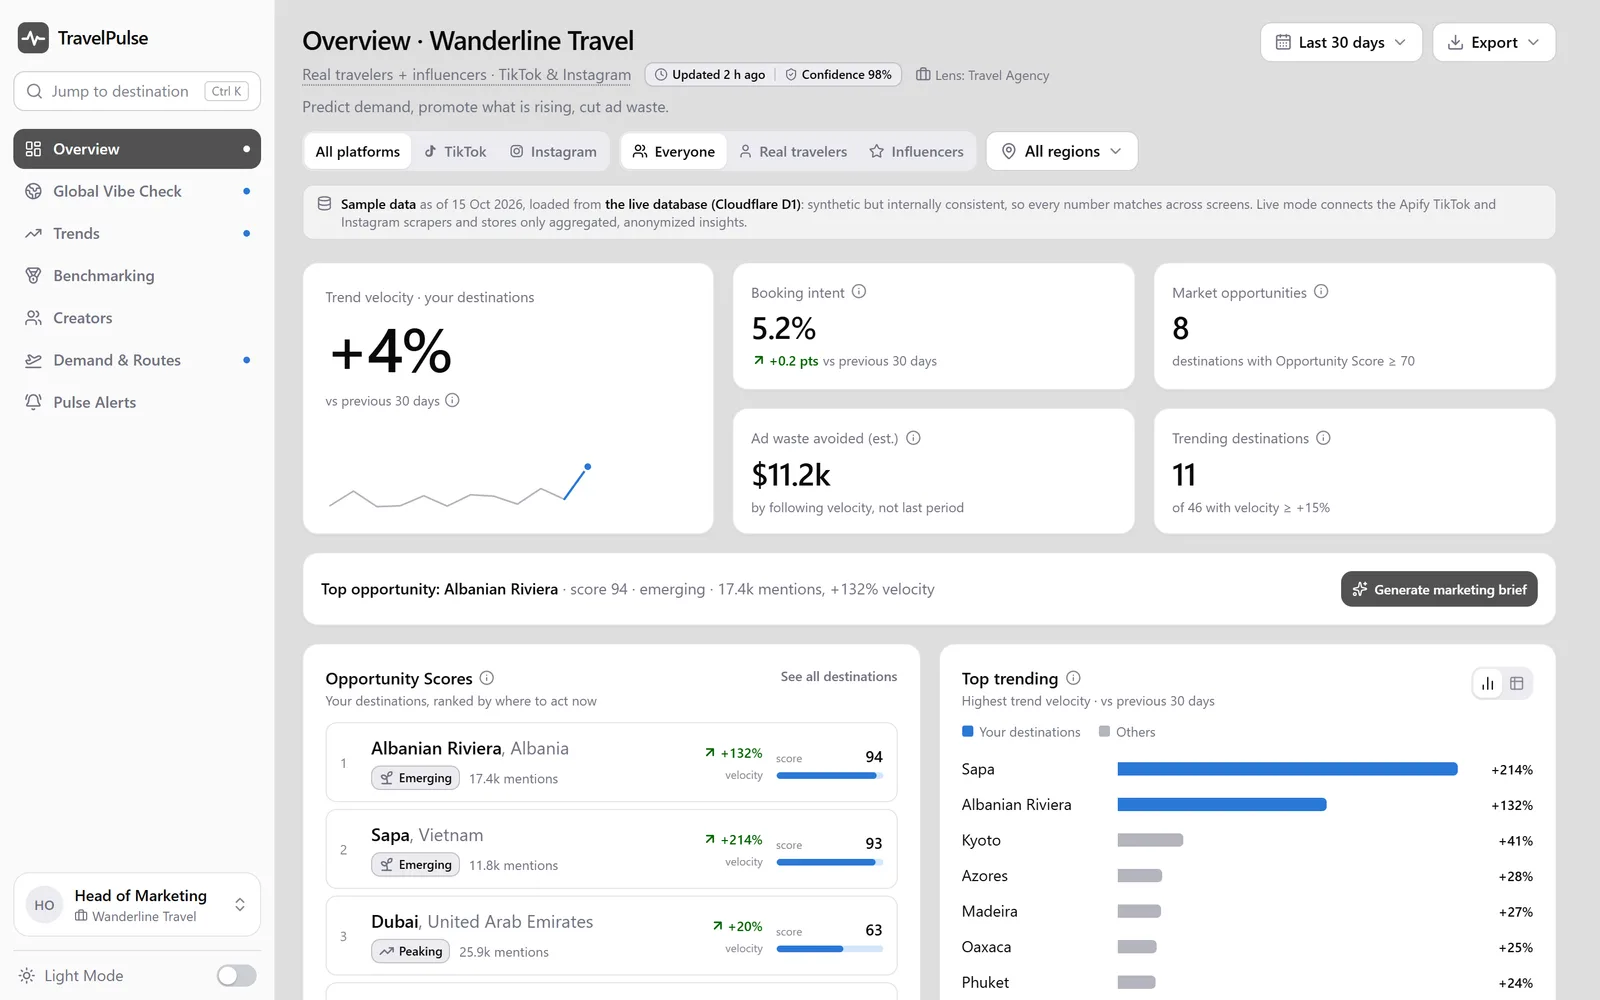 TravelPulse
Jump to destination
Ctrl K
Overview
Global Vibe Check
Trends
Benchmarking
Creators
Demand & Routes
Pulse Alerts
HO
Head of Marketing
Wanderline Travel
Light Mode
Overview · Wanderline Travel
Last 30 days
Export
Real travelers + influencers · TikTok & Instagram
Updated 2 h ago
Confidence 98%
Lens: Travel Agency
Predict demand, promote what is rising, cut ad waste.
All platforms
TikTok
Instagram
Everyone
Real travelers
Influencers
All regions
Sample data as of 15 Oct 2026, loaded from the live database (Cloudflare D1): synthetic but internally consistent, so every number matches across screens. Live mode connects the Apify TikTok and
Instagram scrapers and stores only aggregated, anonymized insights.
Trend velocity · your destinations
+4%
vs previous 30 days
Booking intent
5.2%
+0.2 pts vs previous 30 days
Market opportunities
8
destinations with Opportunity Score ≥ 70
Ad waste avoided (est.)
$11.2k
by following velocity, not last period
Trending destinations
11
of 46 with velocity ≥ +15%
Top opportunity: Albanian Riviera · score 94 · emerging · 17.4k mentions, +132% velocity
Generate marketing brief
Opportunity Scores
See all destinations
Your destinations, ranked by where to act now
1
Albanian Riviera, Albania
Emerging
17.4k mentions
+132%
velocity
score
94
2
Sapa, Vietnam
Emerging
11.8k mentions
+214%
velocity
score
93
3
Dubai, United Arab Emirates
Peaking
25.9k mentions
+20%
velocity
score
63
Top trending
Highest trend velocity · vs previous 30 days
Your destinations
Others
Sapa
+214%
Albanian Riviera
+132%
Kyoto
+41%
Azores
+28%
Madeira
+27%
Oaxaca
+25%
Phuket
+24%